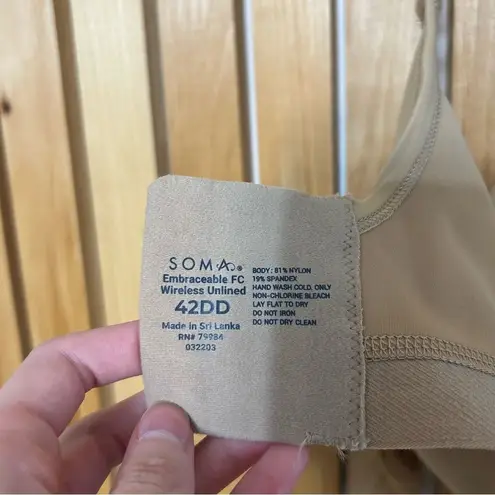 SOMA®
Embraceable FC
Wireless Unlined
42DD
Made in Sri Lanka
RN# 79984
032203
BODY: 81% NYLON
19% SPANDEX
HAND WASH COLD, ONLY
NON-CHLORINE BLEACH
LAY FLAT TO DRY
DO NOT IRON
DO NOT DRY CLEAN